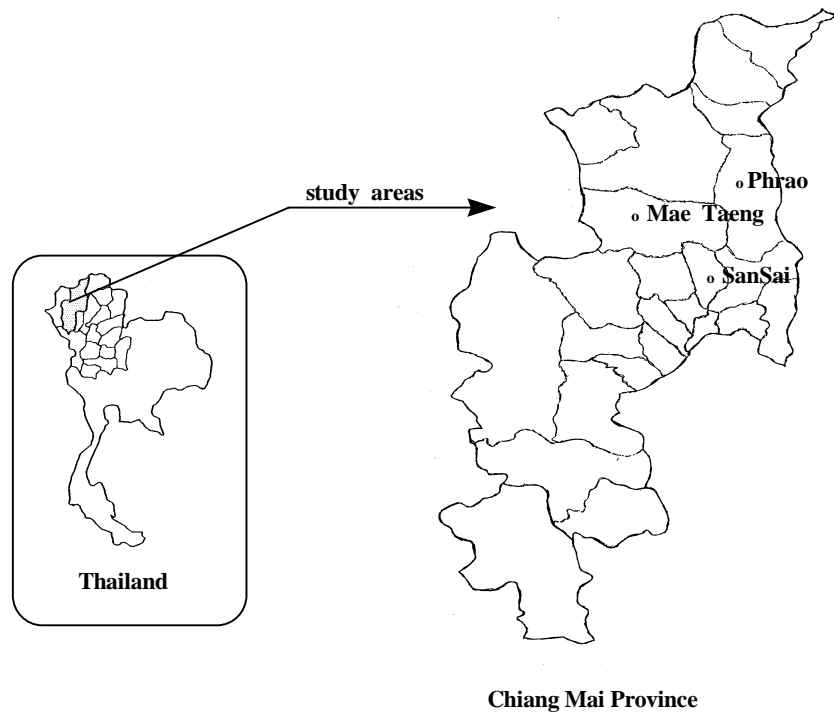 Phrao
study areas
Mae Taeng
SanSai
Thailand
Chiang Mai Province